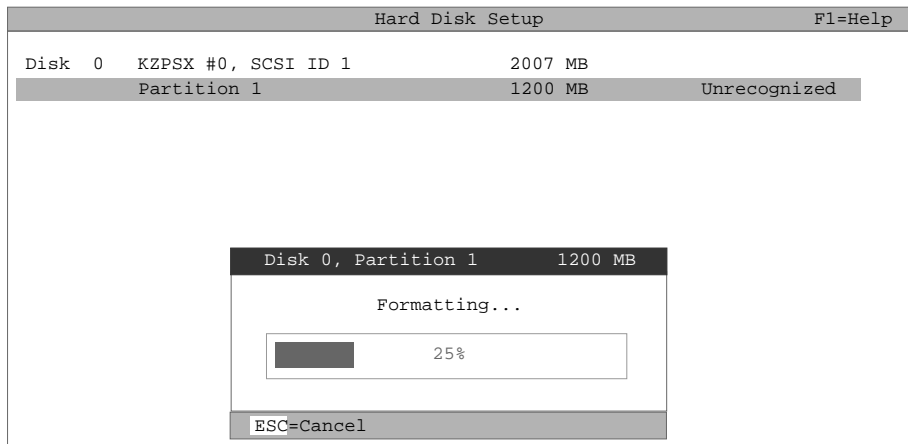 Hard Disk Setup F1=Help
Disk 0 KZPSX #0, SCSI ID 1 2007 MB
Partition 1 1200 MB Unrecognized
Disk 0, Partition 1 1200 MB
Formatting...
25%
ESC=Cancel